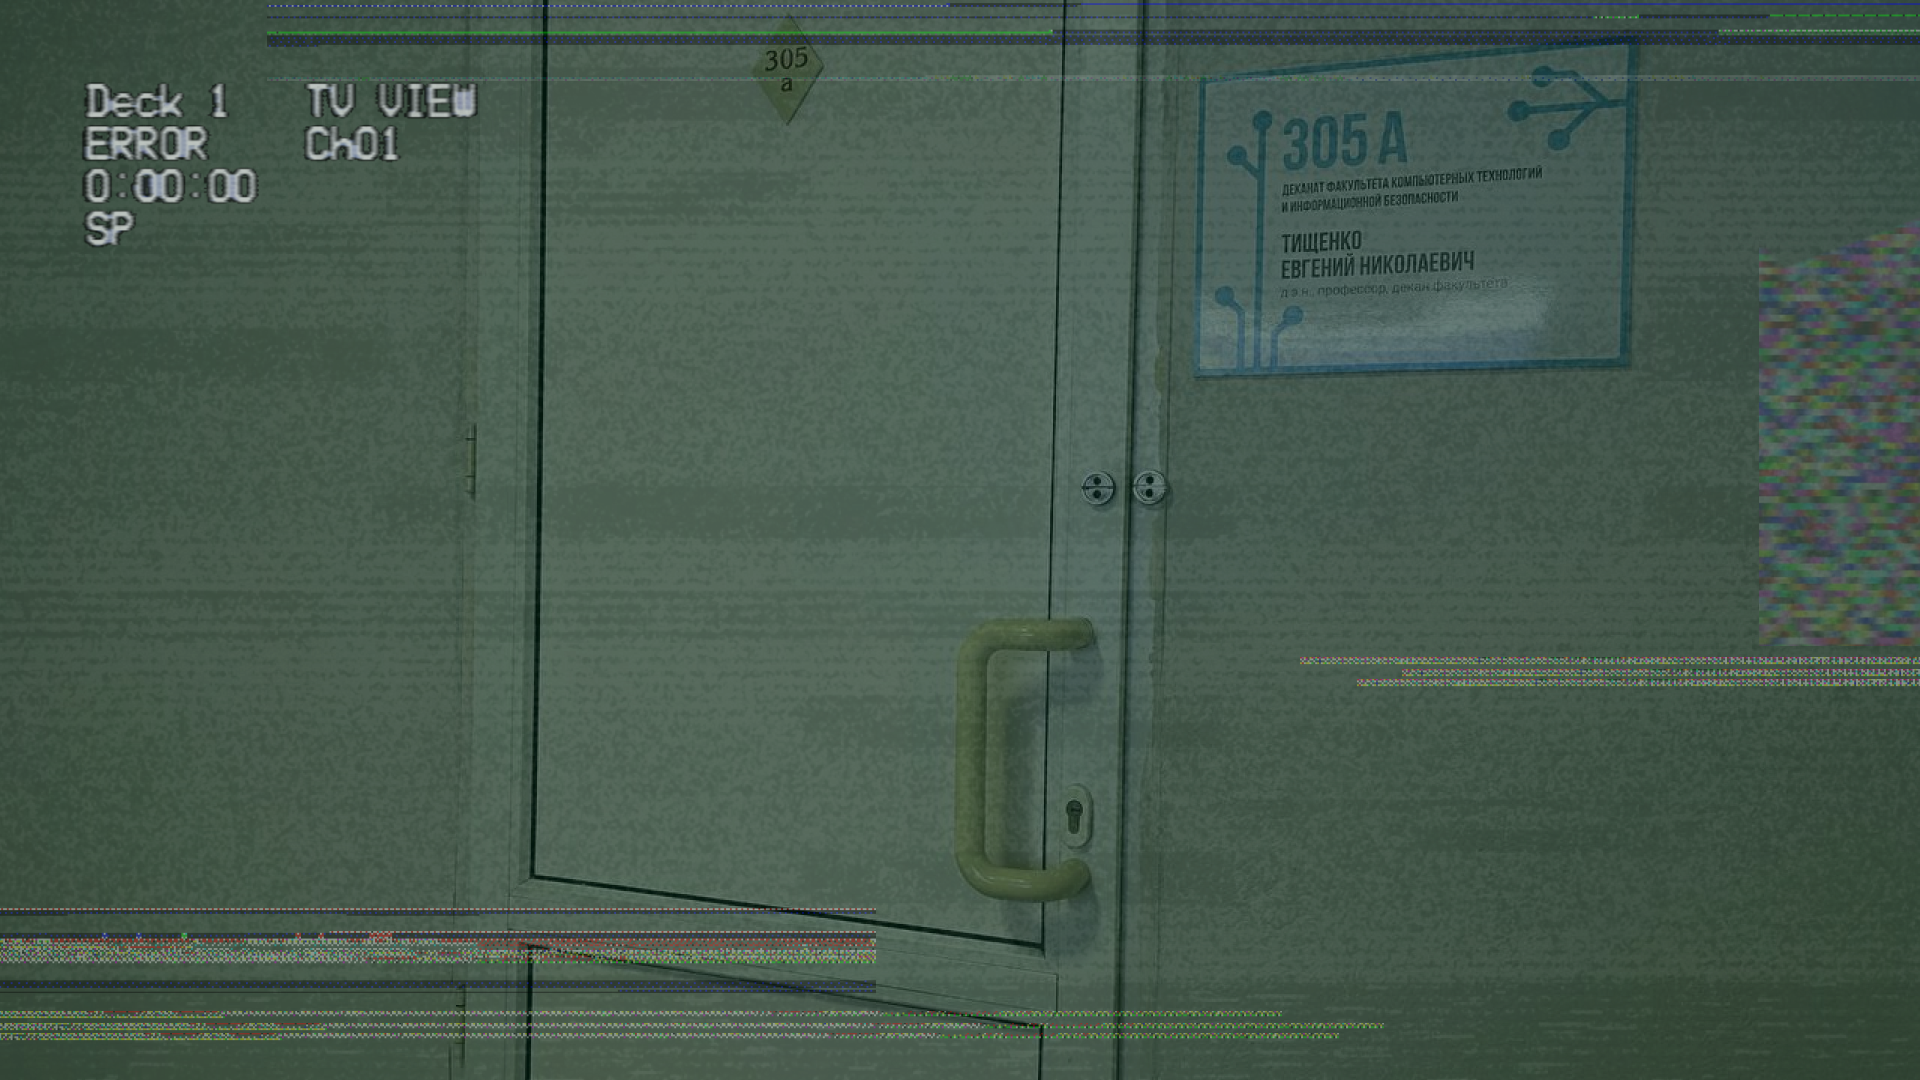 305
a
Deck 1 TV VIEW
ERROR Ch01
0:00:00
SP
305 А
ДЕКАНАТ ФАКУЛЬТЕТА КОМПЬЮТЕРНЫХ ТЕХНОЛОГИЙ
И ИНФОРМАЦИОННОЙ БЕЗОПАСНОСТИ
ТИЩЕНКО
ЕВГЕНИЙ НИКОЛАЕВИЧ
д.э.н., профессор, декан факультета